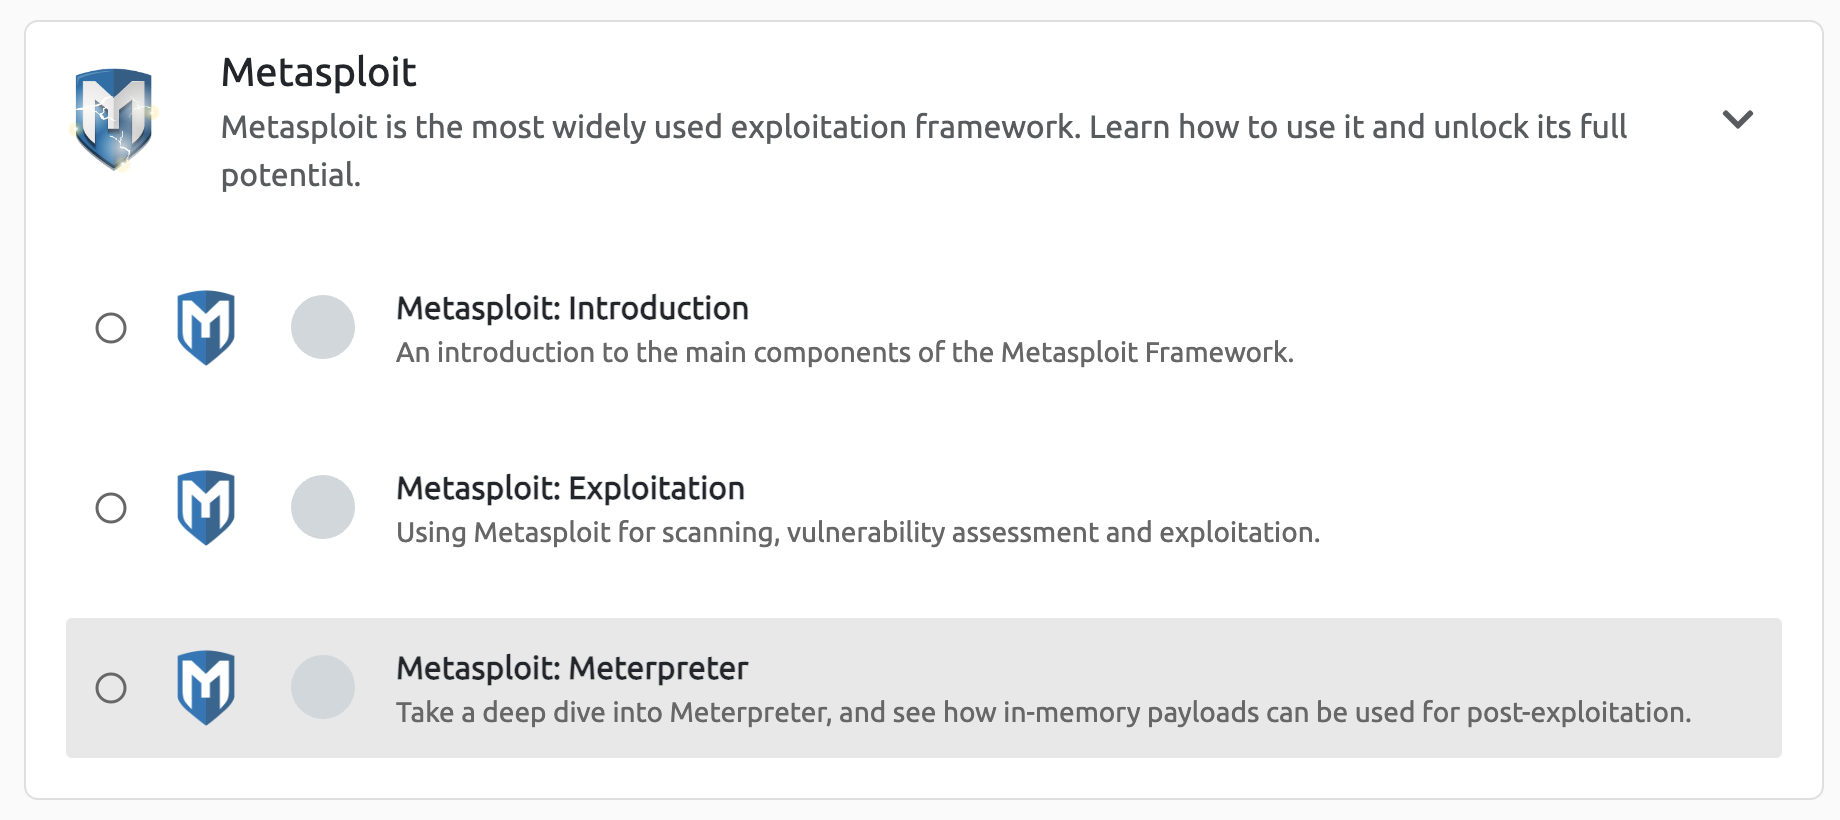 Metasploit
Metasploit is the most widely used exploitation framework. Learn how to use it and unlock its full
potential.
Metasploit: Introduction
An introduction to the main components of the Metasploit Framework.
Metasploit: Exploitation
Using Metasploit for scanning, vulnerability assessment and exploitation.
Metasploit: Meterpreter
Take a deep dive into Meterpreter, and see how in-memory payloads can be used for post-exploitation.